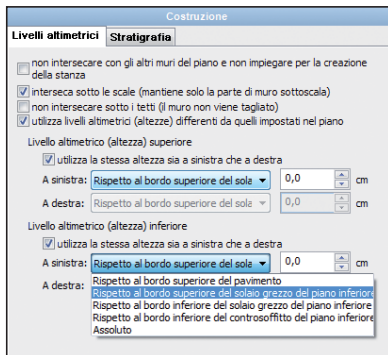 Costruzione
Livelli altimetrici Stratigrafia
non intersecare con gli altri muri del piano e non impiegare per la creazione
della stanza
interseca sotto le scale (mantiene solo la parte di muro sottoscala)
non intersecare sotto i tetti (il muro non viene tagliato)
utilizza livelli altimetrici (altezze) differenti da quelli impostati nel piano
Livello altimetrico (altezza) superiore
utilizza la stessa altezza sia a sinistra che a destra
A sinistra: Rispetto al bordo superiore del sola 0,0 cm
A destra: Rispetto al bordo superiore del sola 0,0 cm
Livello altimetrico (altezza) inferiore
utilizza la stessa altezza sia a sinistra che a destra
A sinistra: Rispetto al bordo superiore del sola 0,0 cm
A destra: Rispetto al bordo superiore del pavimento
Rispetto al bordo superiore del solaio grezzo del piano inferiore
Rispetto al bordo inferiore del solaio grezzo del piano inferiore
Rispetto al bordo inferiore del controsoffitto del piano inferiore
Assoluto